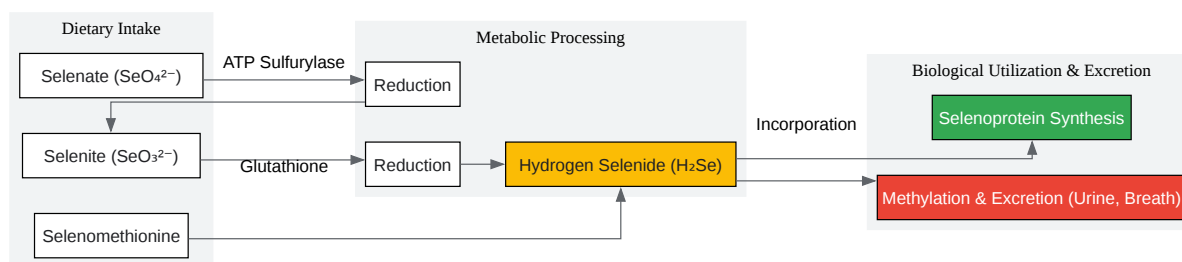 Dietary Intake
Selenate (SeO₄²⁻)
Selenite (SeO₃²⁻)
Selenomethionine
ATP Sulfurylase
Glutathione
Metabolic Processing
Reduction
Reduction
Hydrogen Selenide (H₂Se)
Incorporation
Biological Utilization & Excretion
Selenoprotein Synthesis
Methylation & Excretion (Urine, Breath)